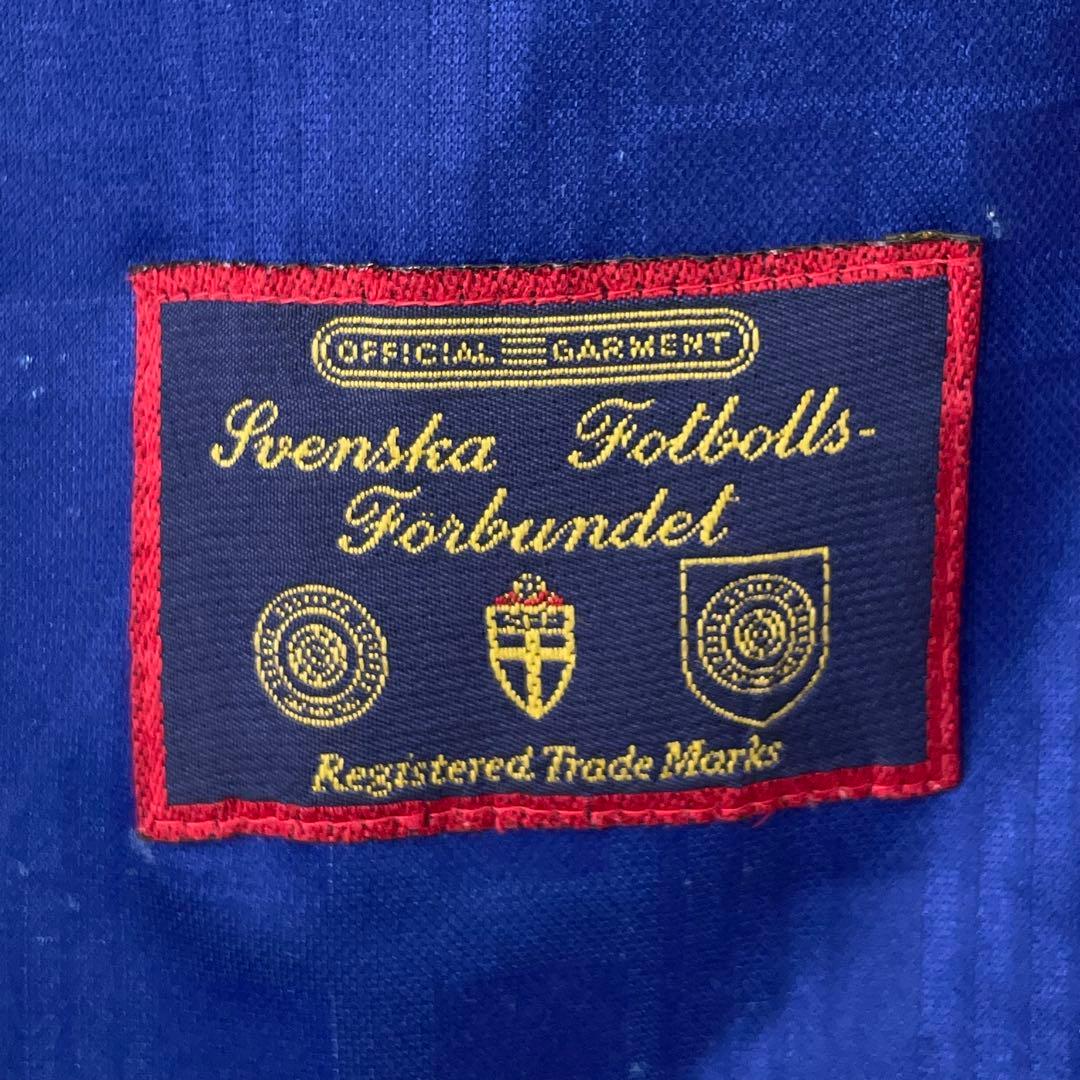 OFFICIAL GARMENT
Svenska Fotbolls-
Förbundet
Registered Trade Marks